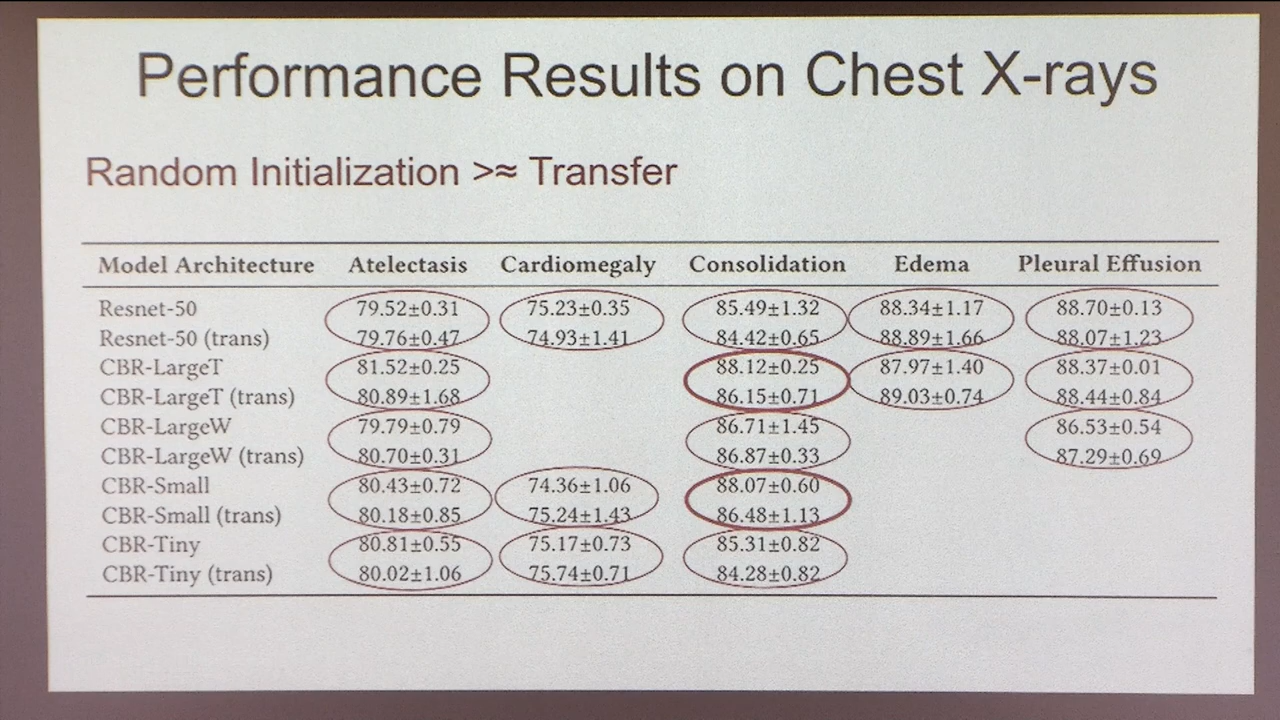 Performance Results on Chest X-rays
Random Initialization >≈ Transfer
Model Architecture Atelectasis Cardiomegaly Consolidation Edema Pleural Effusion
Resnet-50 79.52±0.31 75.23±0.35 85.49±1.32 88.34±1.17 88.70±0.13
Resnet-50 (trans) 79.76±0.47 74.93±1.41 84.42±0.65 88.89±1.66 88.07±1.23
CBR-LargeT 81.52±0.25 88.12±0.25 87.97±1.40 88.37±0.01
CBR-LargeT (trans) 80.89±1.68 86.15±0.71 89.03±0.74 88.44±0.84
CBR-LargeW 79.79±0.79 86.71±1.45 86.53±0.54
CBR-LargeW (trans) 80.70±0.31 86.87±0.33 87.29±0.69
CBR-Small 80.43±0.72 74.36±1.06 88.07±0.60
CBR-Small (trans) 80.18±0.85 75.24±1.43 86.48±1.13
CBR-Tiny 80.81±0.55 75.17±0.73 85.31±0.82
CBR-Tiny (trans) 80.02±1.06 75.74±0.71 84.28±0.82